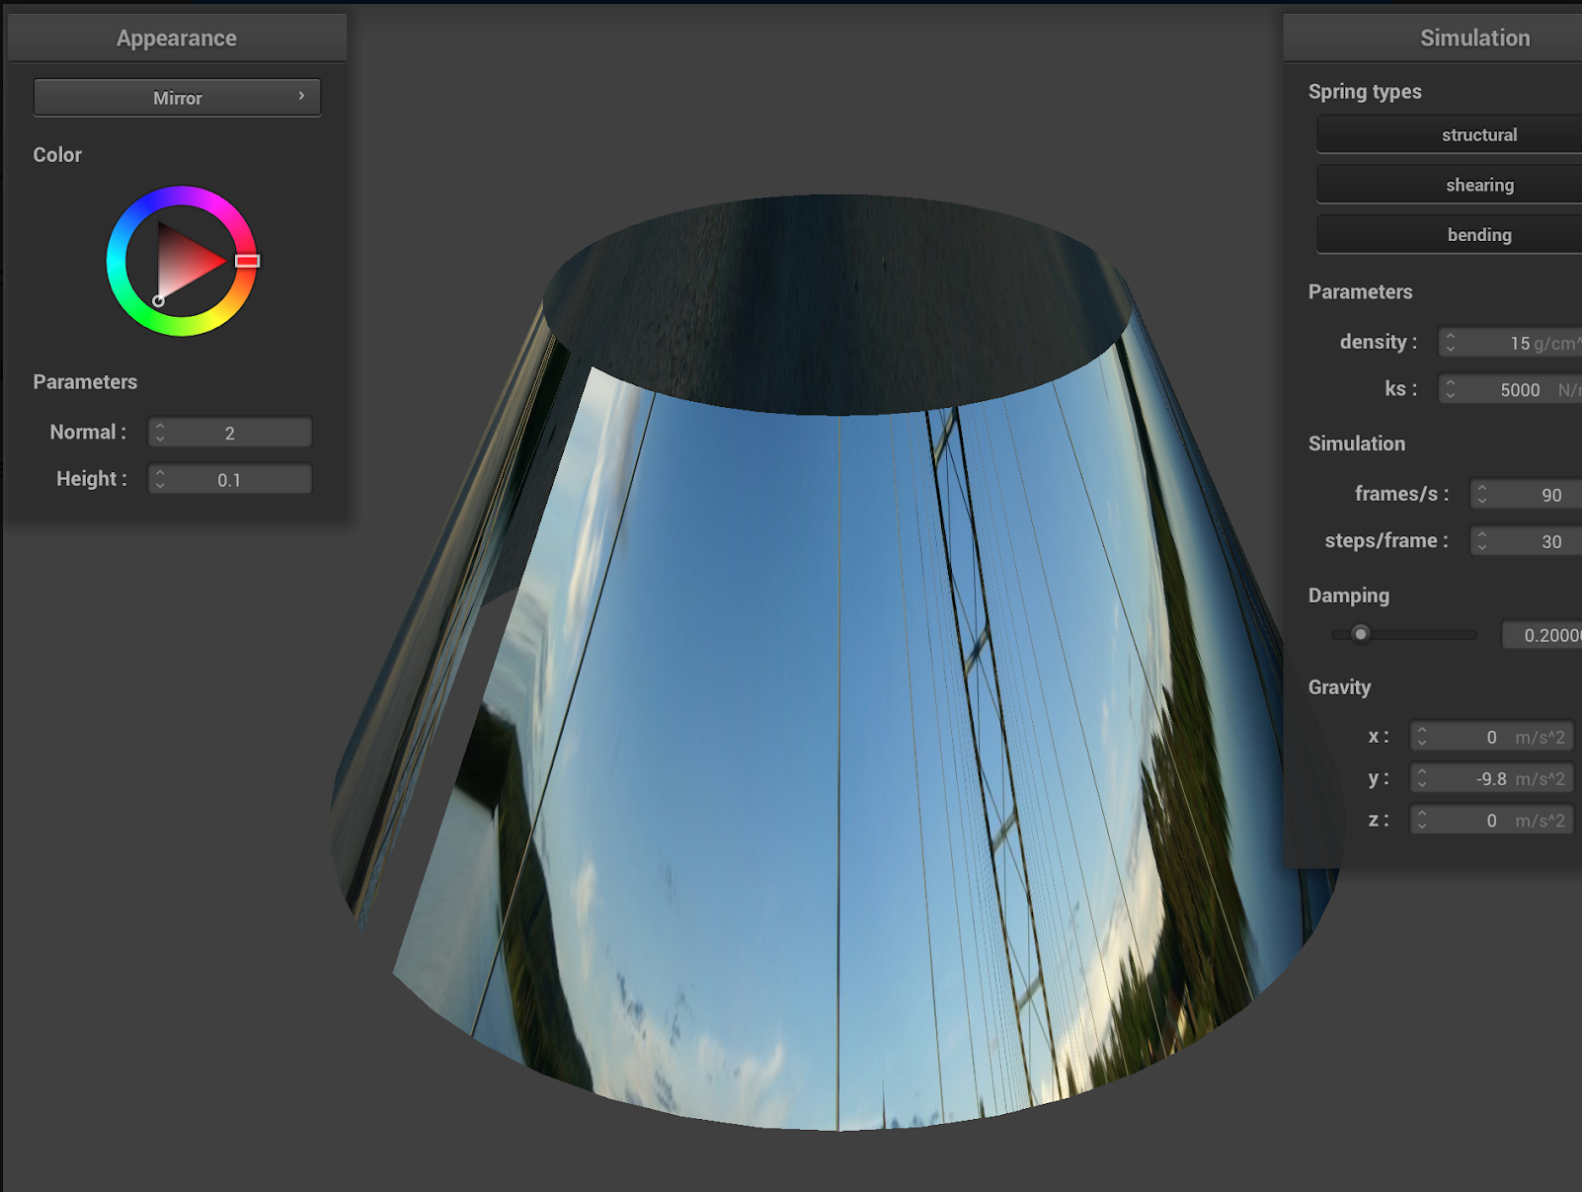 Appearance
Mirror
Color
Parameters
Normal : 2
Height : 0.1
Simulation
Spring types
structural
shearing
bending
Parameters
density : 15 g/cm^
ks : 5000 N/
Simulation
frames/s : 90
steps/frame : 30
Damping
0.2000
Gravity
x : 0 m/s^2
y : -9.8 m/s^2
z : 0 m/s^2